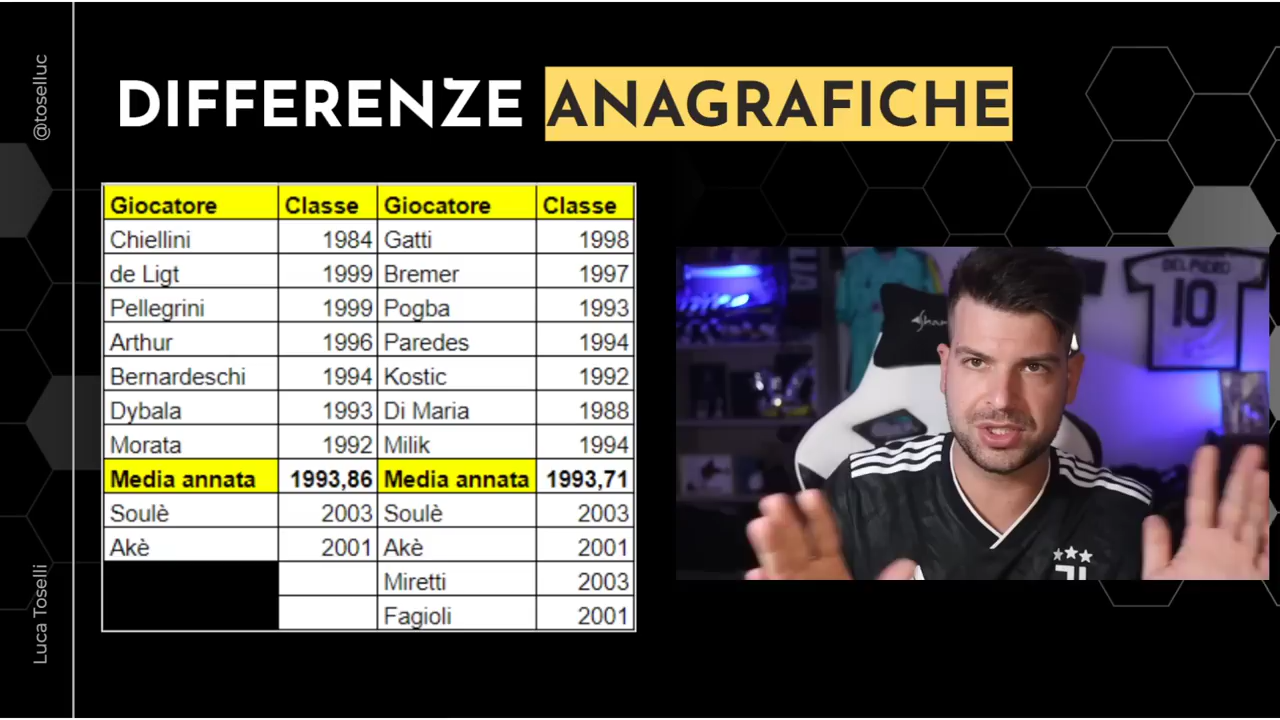 DIFFERENZE ANAGRAFICHE
@toselluc
Luca Toselli
Giocatore Classe Giocatore Classe
Chiellini 1984 Gatti 1998
de Ligt 1999 Bremer 1997
Pellegrini 1999 Pogba 1993
Arthur 1996 Paredes 1994
Bernardeschi 1994 Kostic 1992
Dybala 1993 Di Maria 1988
Morata 1992 Milik 1994
Media annata 1993,86 Media annata 1993,71
Soulè 2003 Soulè 2003
Akè 2001 Akè 2001
Miretti 2003
Fagioli 2001
DEL PIERO
10